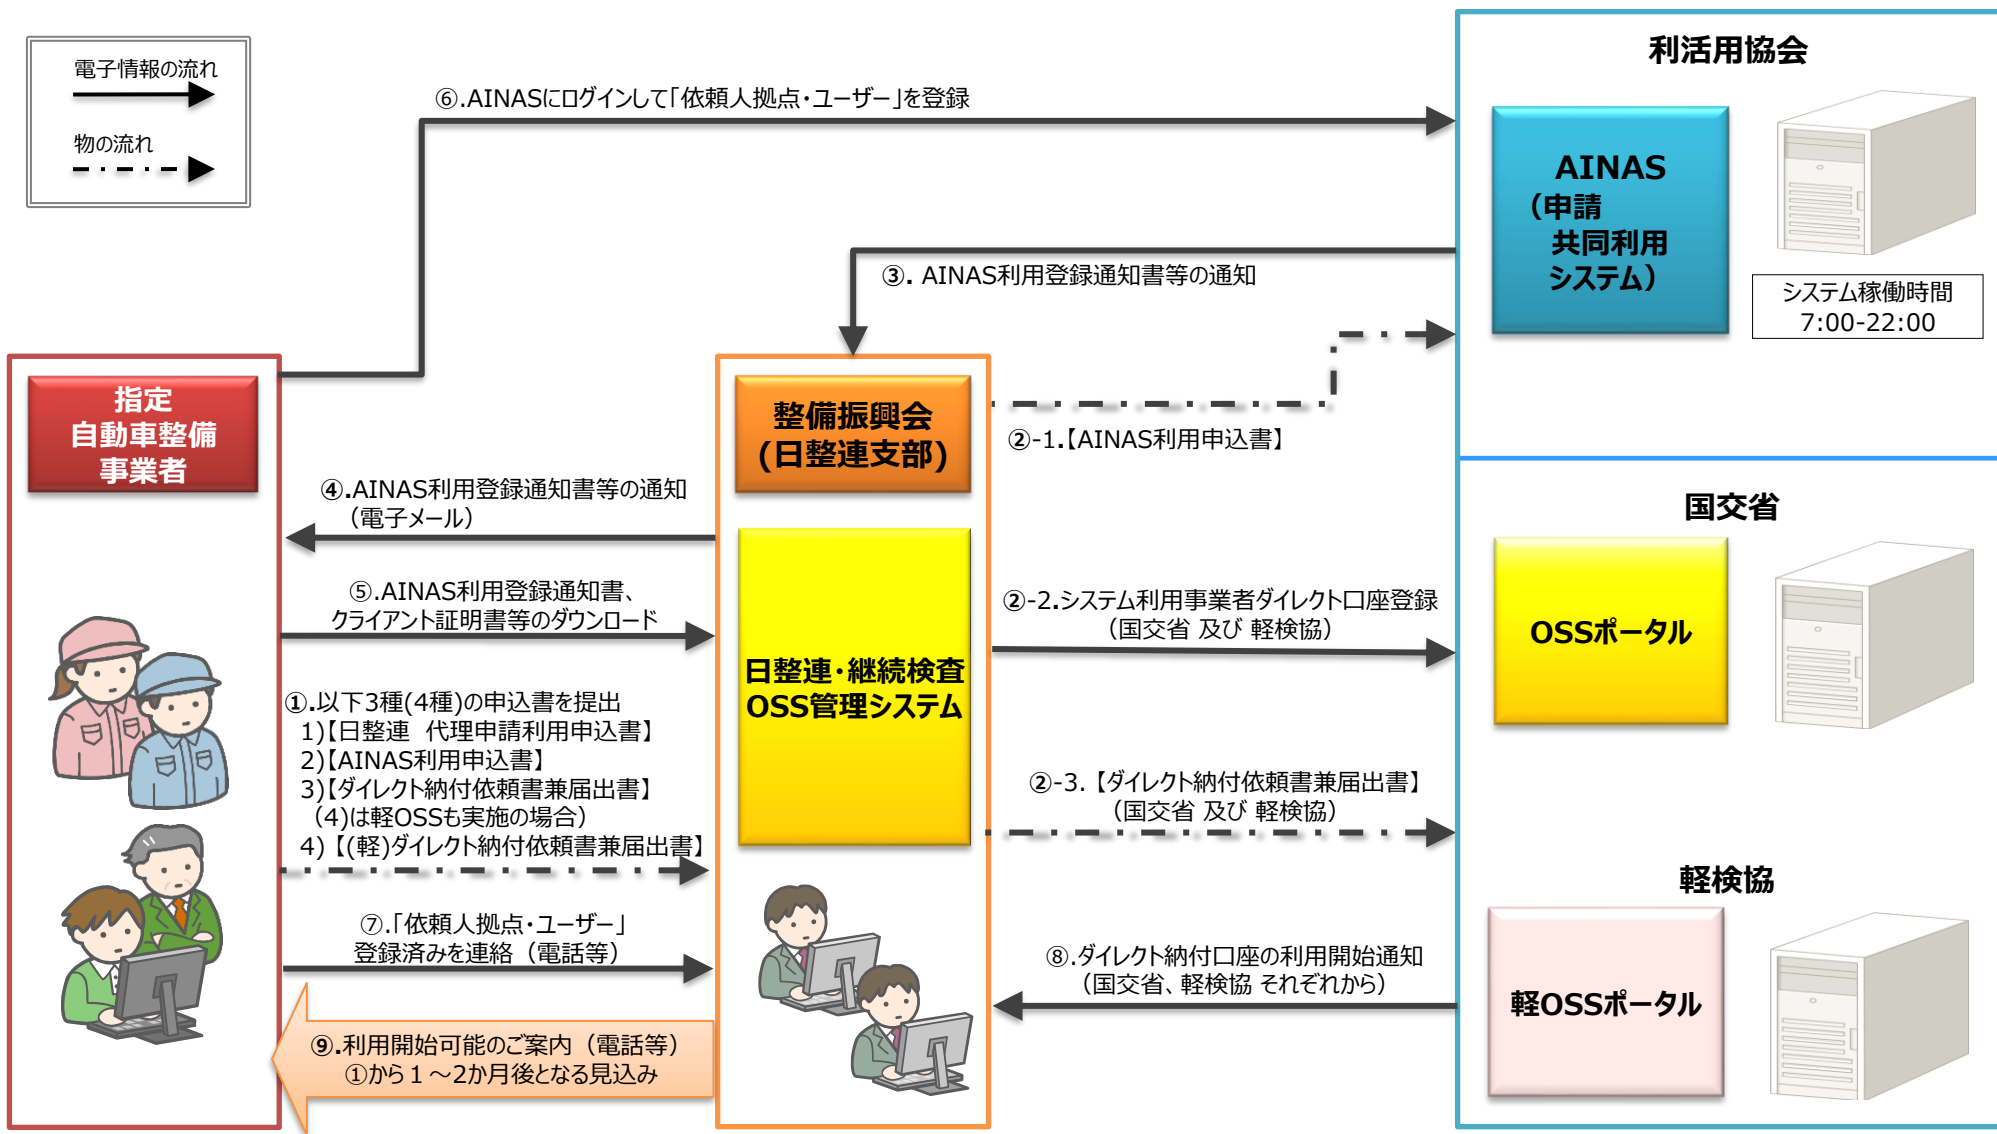 電子情報の流れ
物の流れ
⑥.AINASにログインして「依頼人拠点・ユーザー」を登録
利活用協会
AINAS
（申請
共同利用
システム）
システム稼働時間
7:00-22:00
③. AINAS利用登録通知書等の通知
指定
自動車整備
事業者
整備振興会
(日整連支部)
②-1.【AINAS利用申込書】
④.AINAS利用登録通知書等の通知
（電子メール）
国交省
OSSポータル
⑤.AINAS利用登録通知書、
クライアント証明書等のダウンロード
日整連・継続検査
OSS管理システム
②-2.システム利用事業者ダイレクト口座登録
（国交省 及び 軽検協）
①.以下3種(4種)の申込書を提出
1)【日整連 代理申請利用申込書】
2)【AINAS利用申込書】
3)【ダイレクト納付依頼書兼届出書】
（4)は軽OSSも実施の場合）
4)【(軽)ダイレクト納付依頼書兼届出書】
②-3.【ダイレクト納付依頼書兼届出書】
（国交省 及び 軽検協）
軽検協
軽OSSポータル
⑦.「依頼人拠点・ユーザー」
登録済みを連絡（電話等）
⑧.ダイレクト納付口座の利用開始通知
（国交省、軽検協 それぞれから）
⑨.利用開始可能のご案内（電話等）
①から１～2か月後となる見込み